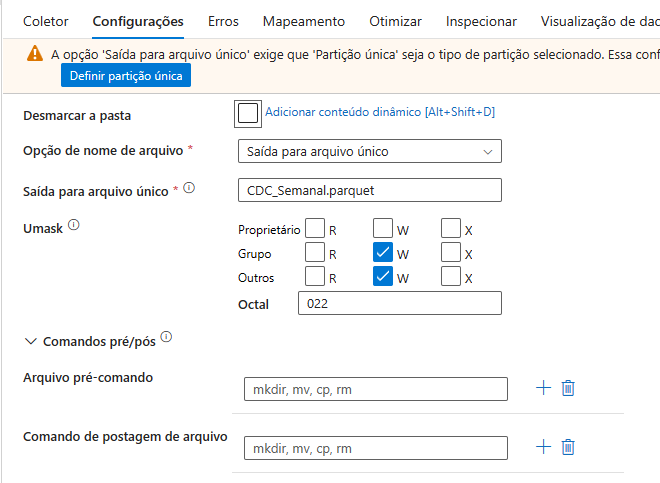 Coletor Configurações Erros Mapeamento Otimizar Inspecionar Visualização de dac
A opção 'Saída para arquivo único' exige que 'Partição única' seja o tipo de partição selecionado. Essa conf
Definir partição única
Desmarcar a pasta Adicionar conteúdo dinâmico [Alt+Shift+D]
Opção de nome de arquivo * Saída para arquivo único
Saída para arquivo único * CDC_Semanal.parquet
Umask
Proprietário R W X
Grupo R W X
Outros R W X
Octal 022
Comandos pré/pós
Arquivo pré-comando mkdir, mv, cp, rm
Comando de postagem de arquivo mkdir, mv, cp, rm